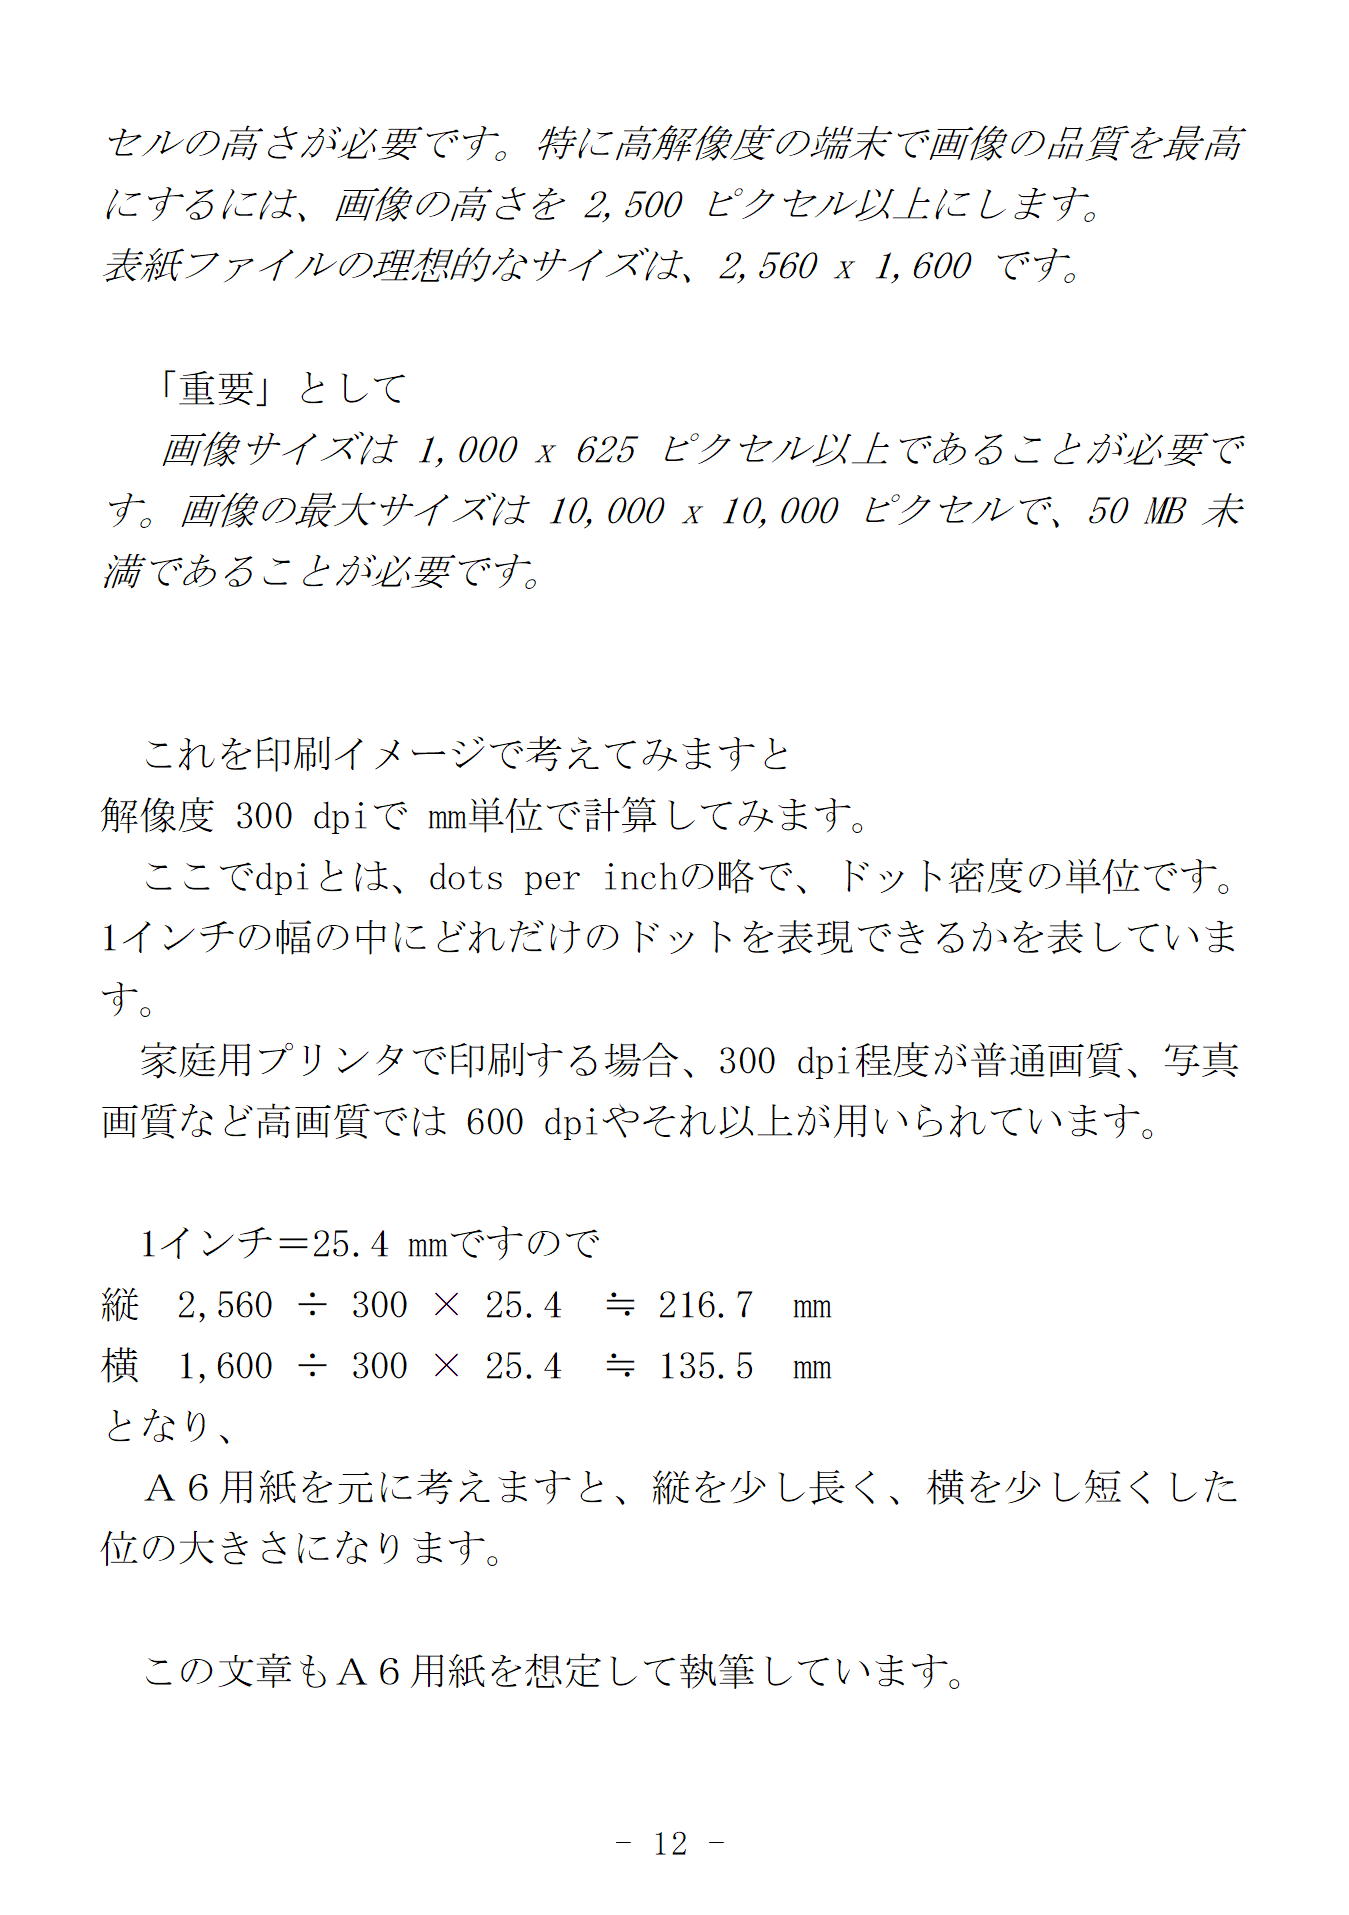 セルの高さが必要です。特に高解像度の端末で画像の品質を最高
にするには、画像の高さを 2,500 ピクセル以上にします。
表紙ファイルの理想的なサイズは、2,560 x 1,600 です。
「重要」として
画像サイズは 1,000 x 625 ピクセル以上であることが必要で
す。画像の最大サイズは 10,000 x 10,000 ピクセルで、50 MB 未
満であることが必要です。
これを印刷イメージで考えてみますと
解像度 300 dpiで mm単位で計算してみます。
ここでdpiとは、dots per inchの略で、ドット密度の単位です。
1インチの幅の中にどれだけのドットを表現できるかを表していま
す。
家庭用プリンタで印刷する場合、300 dpi程度が普通画質、写真
画質など高画質では 600 dpiやそれ以上が用いられています。
1インチ＝25.4 mmですので
縦　2,560 ÷ 300 × 25.4　≒ 216.7　mm
横　1,600 ÷ 300 × 25.4　≒ 135.5　mm
となり、
Ａ６用紙を元に考えますと、縦を少し長く、横を少し短くした
位の大きさになります。
この文章もＡ６用紙を想定して執筆しています。
- 12 -